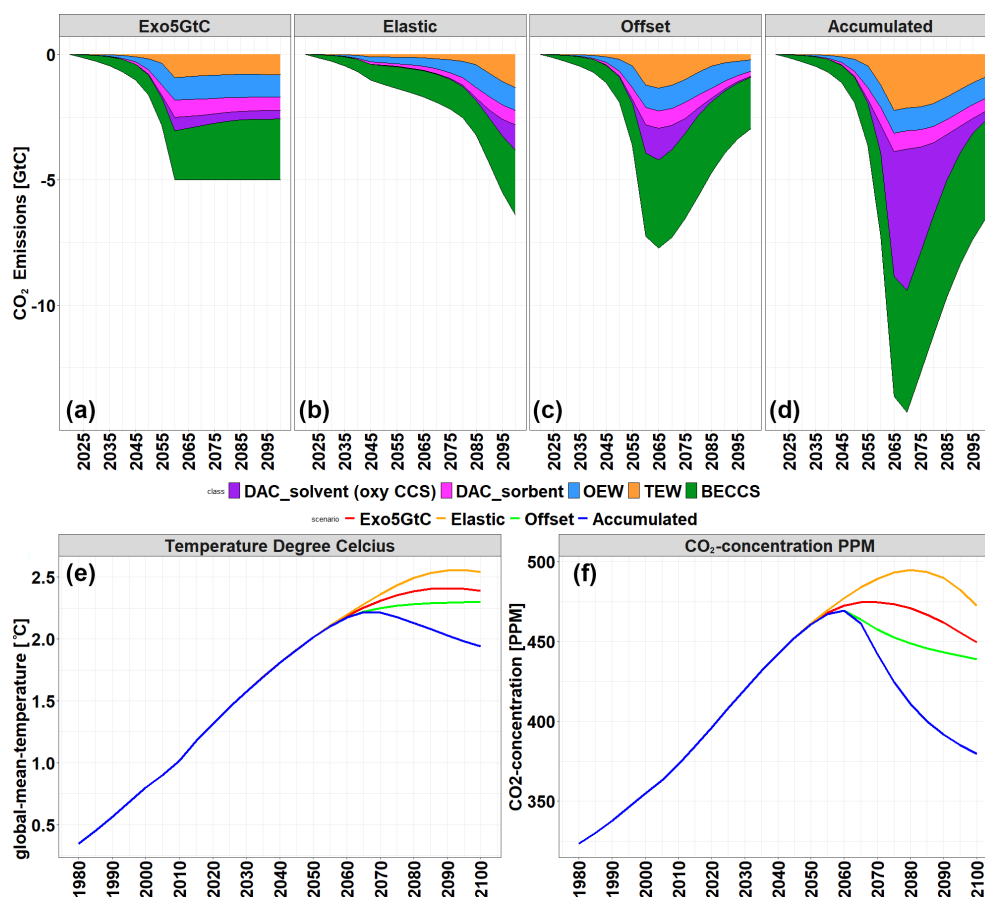 Exo5GtC
Elastic
Offset
Accumulated
CO₂ Emissions [GtC]
0
-5
-10
(a)
(b)
(c)
(d)
2025 2035 2045 2055 2065 2075 2085 2095
2025 2035 2045 2055 2065 2075 2085 2095
2025 2035 2045 2055 2065 2075 2085 2095
2025 2035 2045 2055 2065 2075 2085 2095
class DAC_solvent (oxy CCS) DAC_sorbent OEW TEW BECCS
scenario Exo5GtC Elastic Offset Accumulated
Temperature Degree Celcius
(e)
global-mean-temperature [°C]
2.5
2.0
1.5
1.0
0.5
1980 1990 2000 2010 2020 2030 2040 2050 2060 2070 2080 2090 2100
CO₂-concentration PPM
(f)
CO2-concentration [PPM]
500
450
400
350
1980 1990 2000 2010 2020 2030 2040 2050 2060 2070 2080 2090 2100